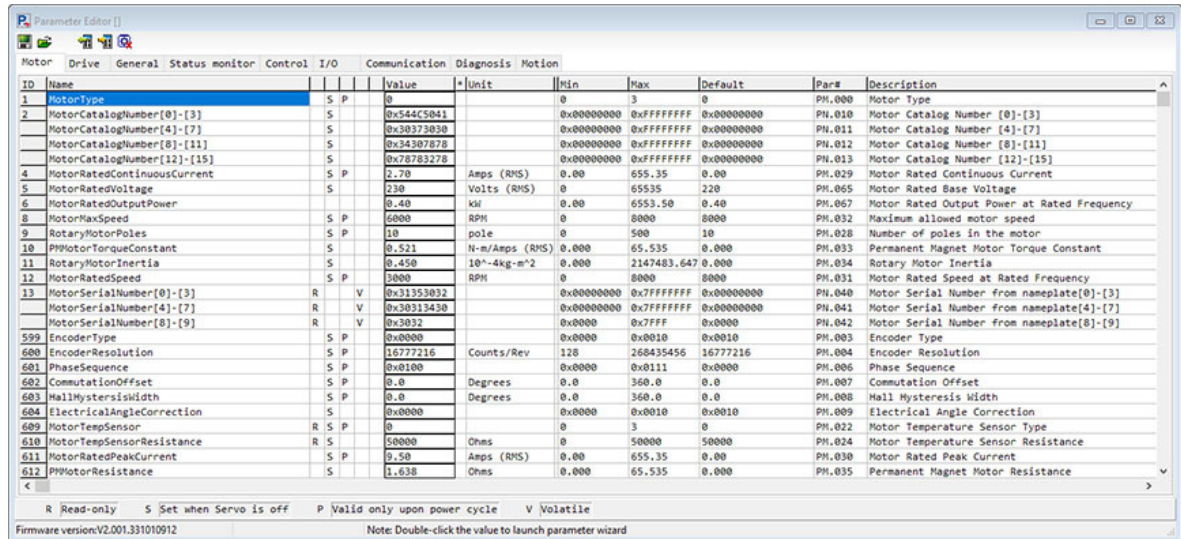 Parameter Editor []
Motor Drive General Status monitor Control I/O Communication Diagnosis Motion
ID Name Value * Unit Min Max Default Par# Description
1 MotorType S P 0 0 3 0 PM.000 Motor Type
2 MotorCatalogNumber[0]-[3] S 0x544C5041 0x00000000 0xFFFFFFFF 0x00000000 PN.010 Motor Catalog Number [0]-[3]
MotorCatalogNumber[4]-[7] S 0x30373030 0x00000000 0xFFFFFFFF 0x00000000 PN.011 Motor Catalog Number [4]-[7]
MotorCatalogNumber[8]-[11] S 0x34307878 0x00000000 0xFFFFFFFF 0x00000000 PN.012 Motor Catalog Number [8]-[11]
MotorCatalogNumber[12]-[15] S 0x78783278 0x00000000 0xFFFFFFFF 0x00000000 PN.013 Motor Catalog Number [12]-[15]
4 MotorRatedContinuousCurrent S P 2.70 Amps (RMS) 0.00 655.35 0.00 PM.029 Motor Rated Continuous Current
5 MotorRatedVoltage S 230 Volts (RMS) 0 65535 220 PM.065 Motor Rated Base Voltage
6 MotorRatedOutputPower 0.40 kW 0.00 6553.50 0.40 PM.067 Motor Rated Output Power at Rated Frequency
8 MotorMaxSpeed S P 6000 RPM 0 8000 8000 PM.032 Maximum allowed motor speed
9 RotaryMotorPoles S P 10 pole 0 500 10 PM.028 Number of poles in the motor
10 PMMotorTorqueConstant S 0.521 N-m/Amps (RMS) 0.000 65.535 0.000 PM.033 Permanent Magnet Motor Torque Constant
11 RotaryMotorInertia S 0.450 10^-4kg-m^2 0.000 2147483.647 0.000 PM.034 Rotary Motor Inertia
12 MotorRatedSpeed S P 3000 RPM 0 8000 8000 PM.031 Motor Rated Speed at Rated Frequency
13 MotorSerialNumber[0]-[3] R V 0x31353032 0x00000000 0x7FFFFFFF 0x00000000 PN.040 Motor Serial Number from nameplate[0]-[3]
MotorSerialNumber[4]-[7] R V 0x30313430 0x00000000 0x7FFFFFFF 0x00000000 PN.041 Motor Serial Number from nameplate[4]-[7]
MotorSerialNumber[8]-[9] R V 0x3032 0x0000 0x7FFF 0x0000 PN.042 Motor Serial Number from nameplate[8]-[9]
599 EncoderType S P 0x0000 0x0000 0x0010 0x0010 PM.003 Encoder Type
600 EncoderResolution S P 16777216 Counts/Rev 128 268435456 16777216 PM.004 Encoder Resolution
601 PhaseSequence S P 0x0100 0x0000 0x0111 0x0000 PM.006 Phase Sequence
602 CommutationOffset S P 0.0 Degrees 0.0 360.0 0.0 PM.007 Commutation Offset
603 HallHystersisWidth S P 0.0 Degrees 0.0 360.0 0.0 PM.008 Hall Hysteresis Width
604 ElectricalAngleCorrection S 0x0000 0x0000 0x0010 0x0010 PM.009 Electrical Angle Correction
609 MotorTempSensor R S P 0 0 3 0 PM.022 Motor Temperature Sensor Type
610 MotorTempSensorResistance R S 50000 Ohms 0 50000 50000 PM.024 Motor Temperature Sensor Resistance
611 MotorRatedPeakCurrent S P 9.50 Amps (RMS) 0.00 655.35 0.00 PM.030 Motor Rated Peak Current
612 PMMotorResistance S 1.638 Ohms 0.000 65.535 0.000 PM.035 Permanent Magnet Motor Resistance
R Read-only S Set when Servo is off P Valid only upon power cycle V Volatile
Firmware version:V2.001.331010912 Note: Double-click the value to launch parameter wizard